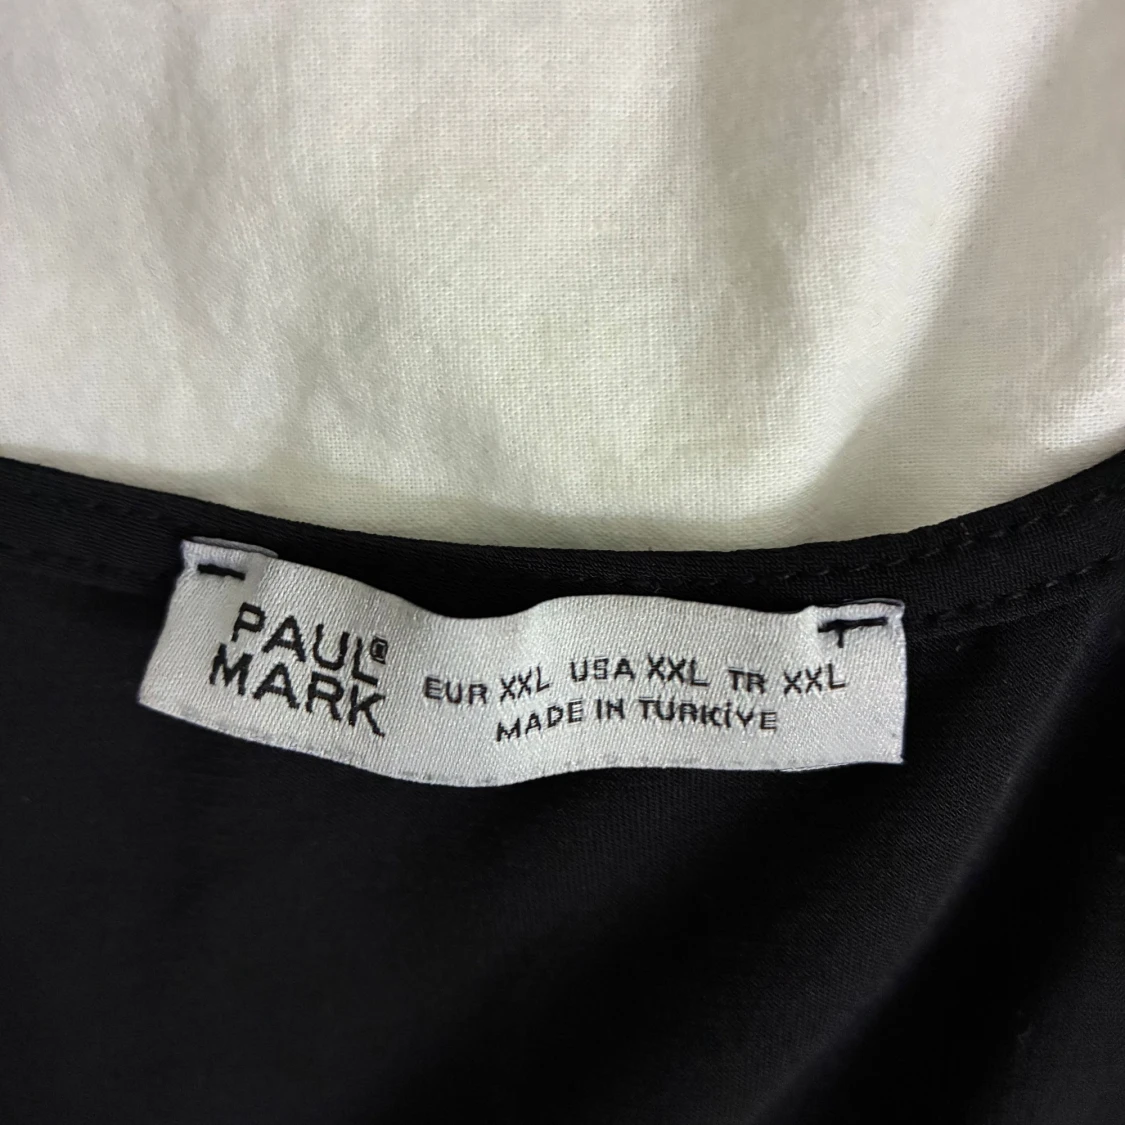 PAUL®
MARK
EUR XXL USA XXL TR XXL
MADE IN TÜRKİYE